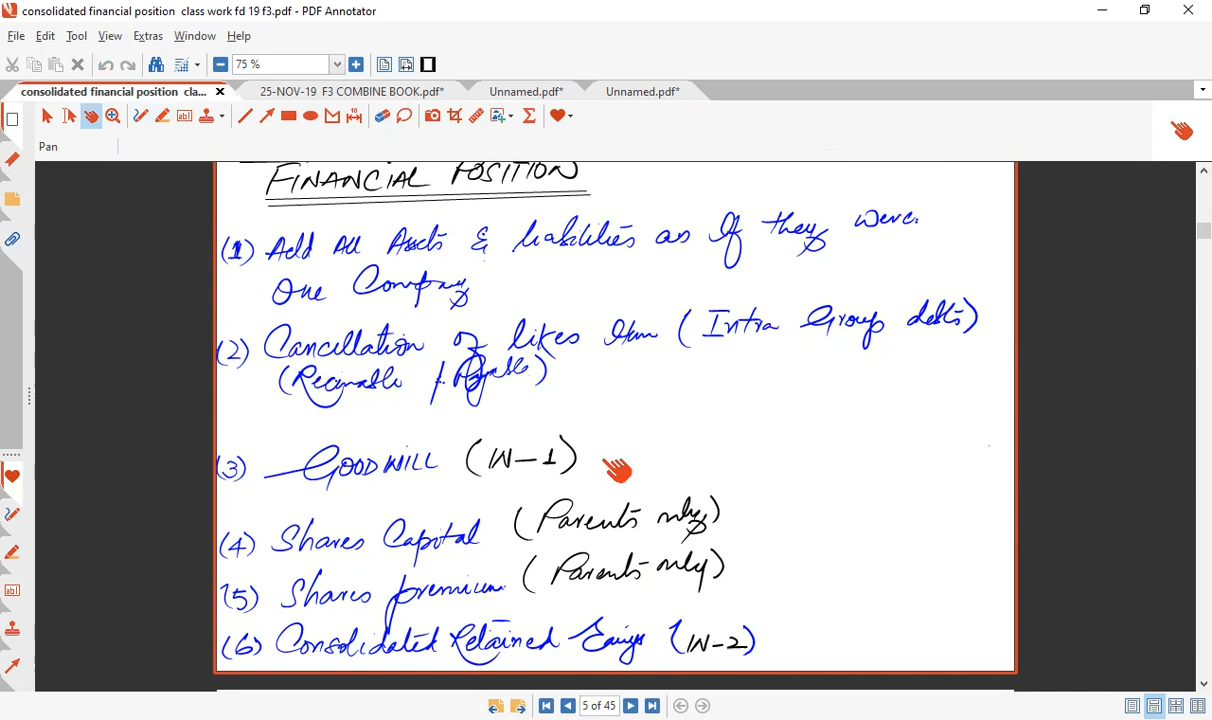 consolidated financial position class work fd 19 f3.pdf - PDF Annotator
File Edit Tool View Extras Window Help
75 %
consolidated financial position clas... 25-NOV-19 F3 COMBINE BOOK.pdf* Unnamed.pdf* Unnamed.pdf*
Pan
FINANCIAL POSITION
(1) Add All Assets & liabilities as If they were
One Company
(2) Cancellation of likes Item (Intra Group debts)
(Receivable / Payable)
(3) GOODWILL (W-1)
(4) Shares Capital (Parents only)
(5) Shares premium (Parents only)
(6) Consolidated Retained Earings (W-2)
5 of 45